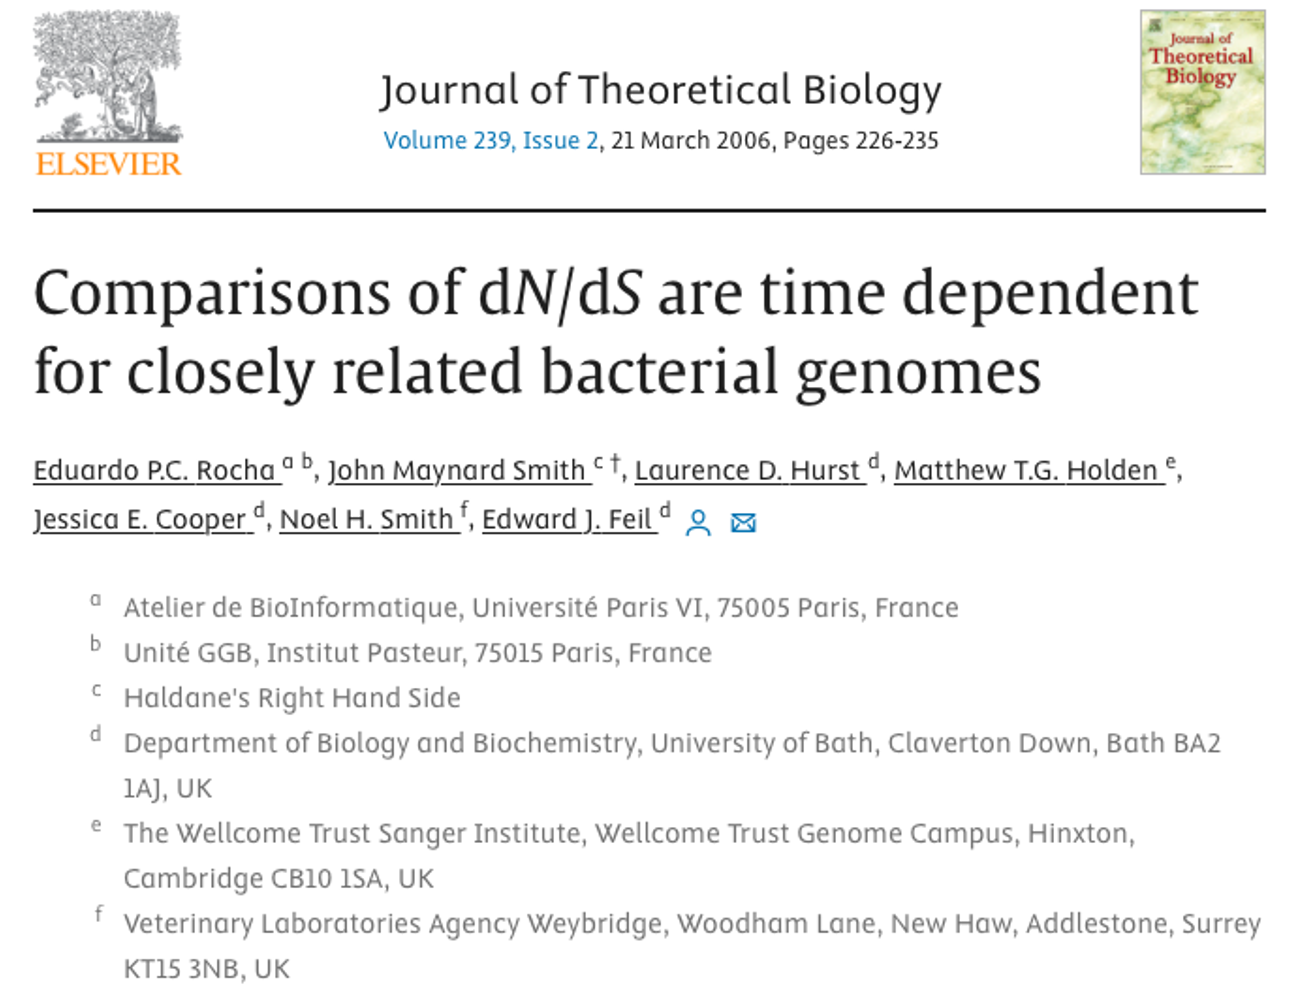 ELSEVIER
Journal of Theoretical Biology
Volume 239, Issue 2, 21 March 2006, Pages 226-235
Journal of
Theoretical
Biology
Comparisons of dN/dS are time dependent
for closely related bacterial genomes
Eduardo P.C. Rocha a b, John Maynard Smith c †, Laurence D. Hurst d, Matthew T.G. Holden e,
Jessica E. Cooper d, Noel H. Smith f, Edward J. Feil d
a Atelier de BioInformatique, Université Paris VI, 75005 Paris, France
b Unité GGB, Institut Pasteur, 75015 Paris, France
c Haldane's Right Hand Side
d Department of Biology and Biochemistry, University of Bath, Claverton Down, Bath BA2
1AJ, UK
e The Wellcome Trust Sanger Institute, Wellcome Trust Genome Campus, Hinxton,
Cambridge CB10 1SA, UK
f Veterinary Laboratories Agency Weybridge, Woodham Lane, New Haw, Addlestone, Surrey
KT15 3NB, UK